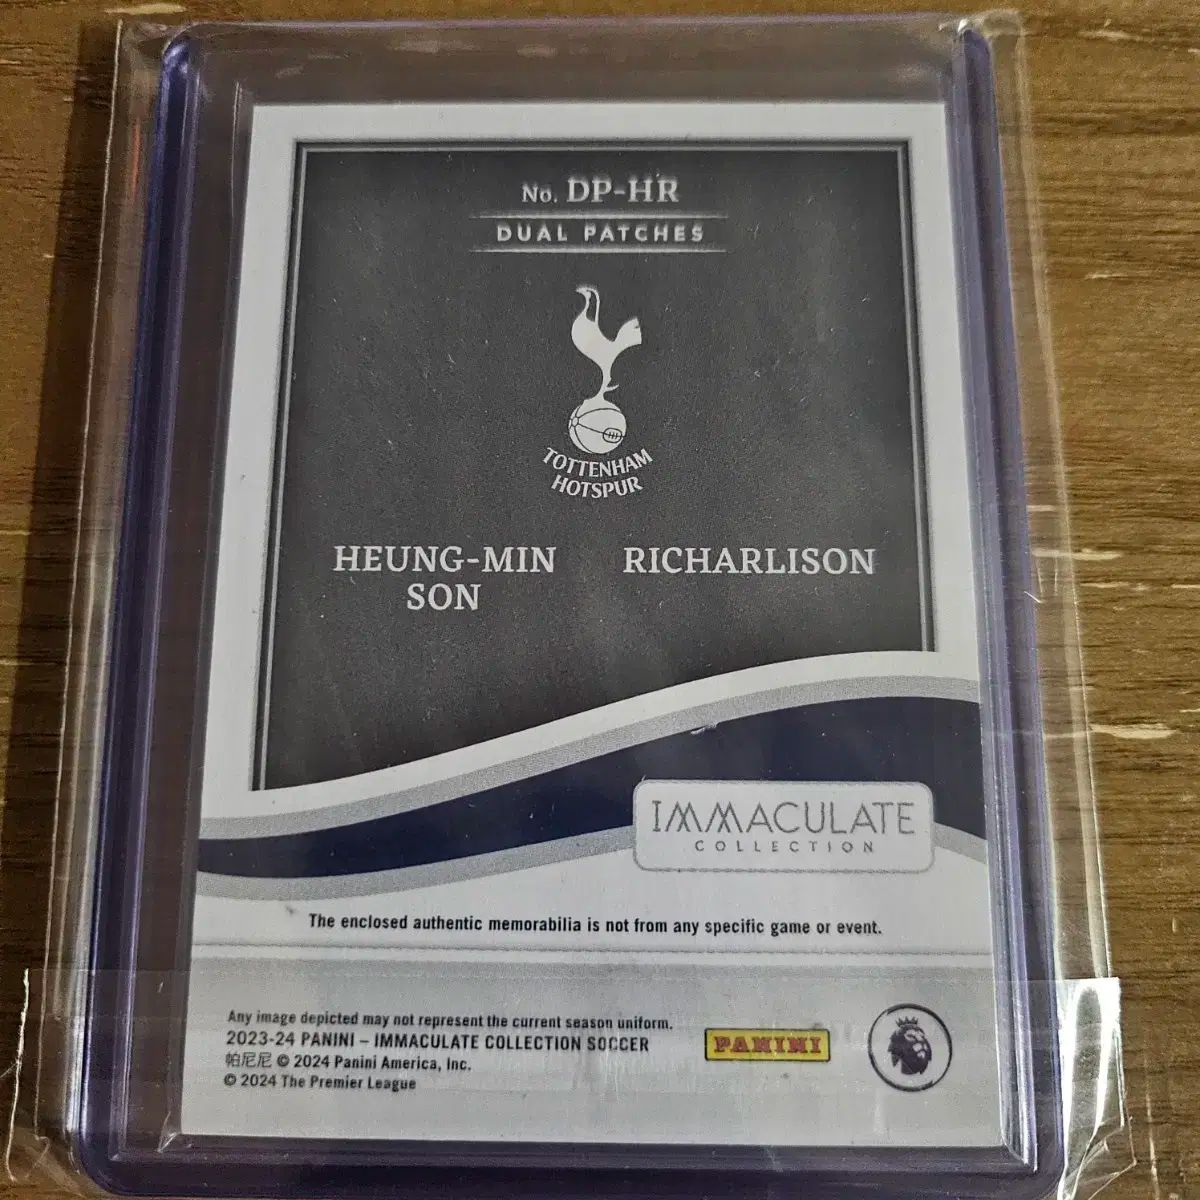 No. DP-HR
DUAL PATCHES
TOTTENHAM
HOTSPUR
HEUNG-MIN
SON
RICHARLISON
IMMACULATE
COLLECTION
The enclosed authentic memorabilia is not from any specific game or event.
Any image depicted may not represent the current season uniform.
2023-24 PANINI – IMMACULATE COLLECTION SOCCER
帕尼尼 © 2024 Panini America, Inc.
© 2024 The Premier League
PANINI